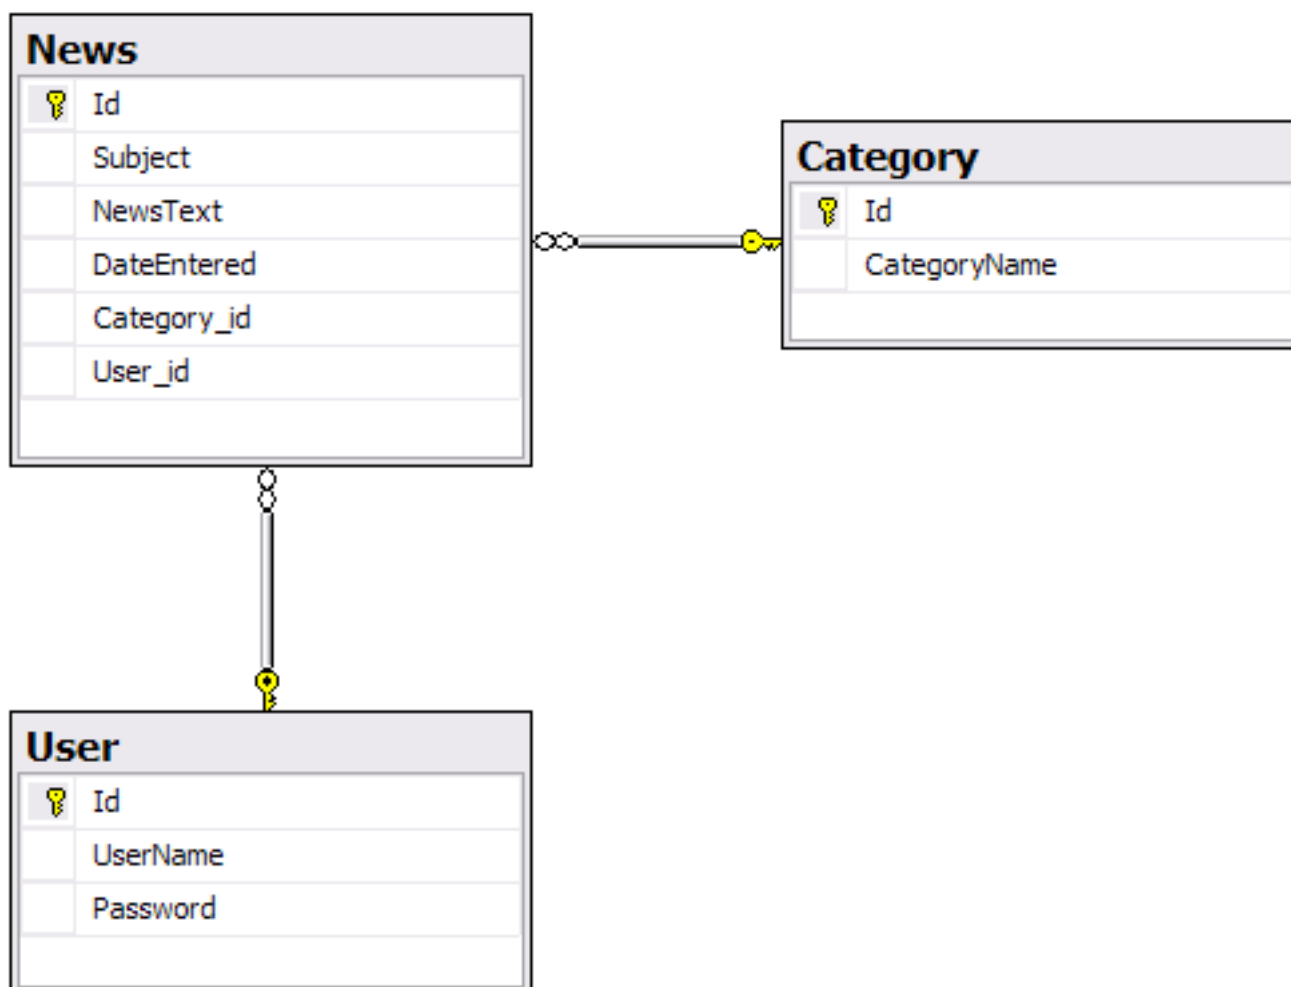 News
Id
Subject
NewsText
DateEntered
Category_id
User_id
Category
Id
CategoryName
User
Id
UserName
Password